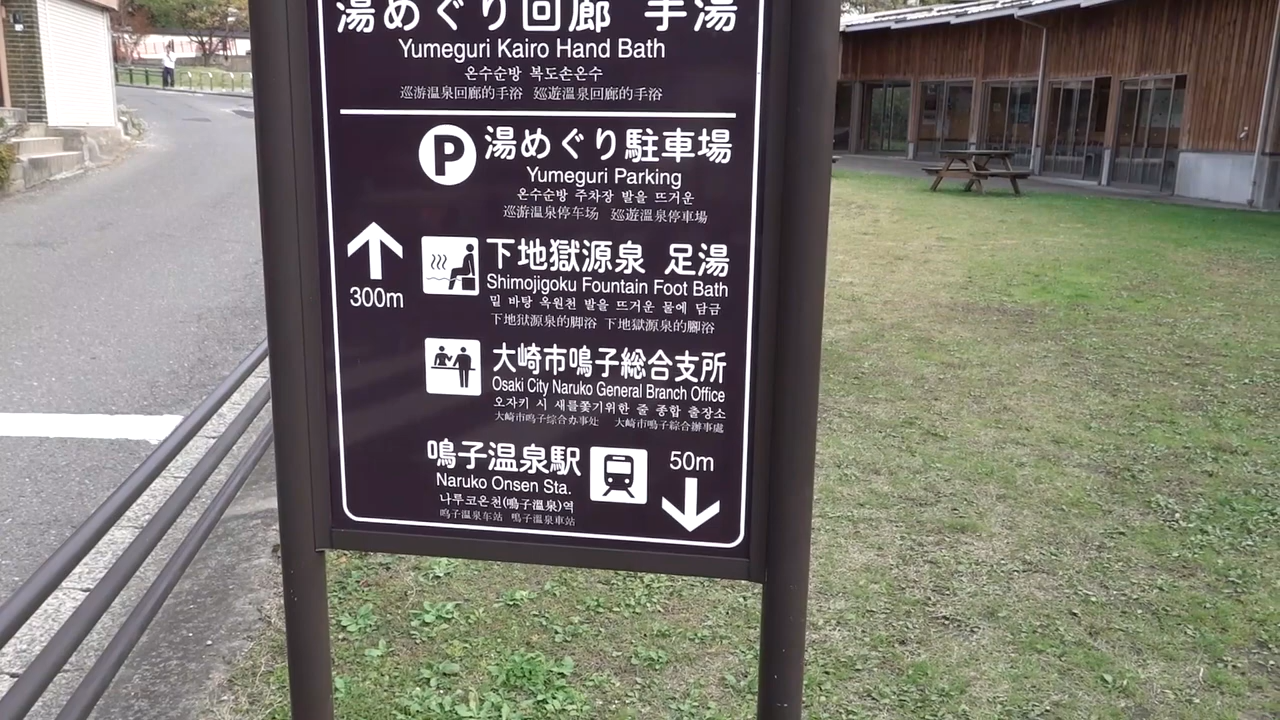 湯めぐり回廊 手湯
Yumeguri Kairo Hand Bath
온수순방 복도손온수
巡游温泉回廊的手浴 巡遊溫泉回廊的手浴
P 湯めぐり駐車場
Yumeguri Parking
온수순방 주차장 발을 뜨거운
巡游温泉停车场 巡遊溫泉停車場
下地獄源泉 足湯
Shimojigoku Fountain Foot Bath
밑 바탕 옥원천 발을 뜨거운 물에 담금
下地獄源泉的脚浴 下地獄源泉的腳浴
300m
大崎市鳴子総合支所
Osaki City Naruko General Branch Office
오자키 시 새를쫓기위한 줄 종합 출장소
大崎市鸣子综合办事处 大崎市鳴子綜合辦事處
鳴子温泉駅
Naruko Onsen Sta.
나루코온천(鳴子溫泉)역
鸣子温泉车站 鳴子溫泉車站
50m